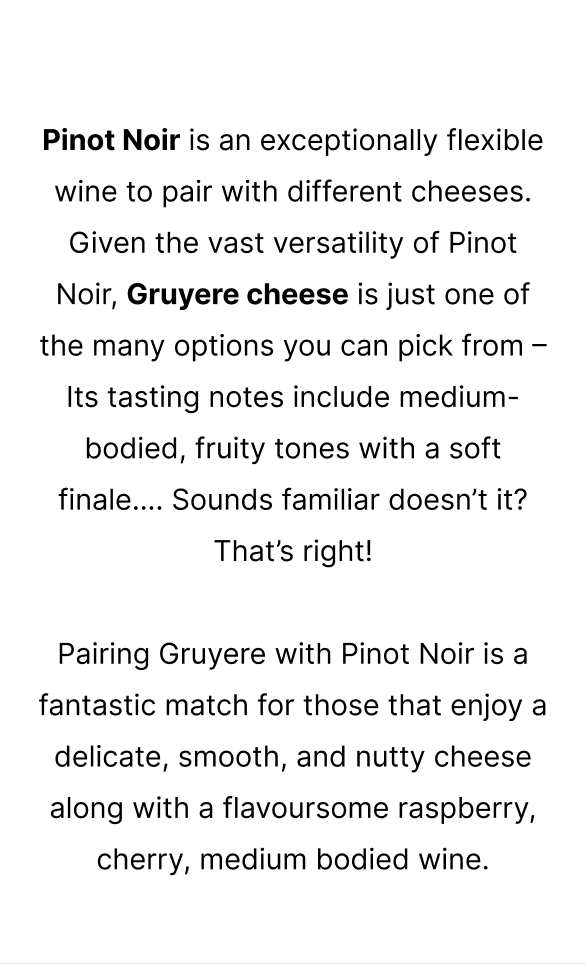 Pinot Noir is an exceptionally flexible
wine to pair with different cheeses.
Given the vast versatility of Pinot
Noir, Gruyere cheese is just one of
the many options you can pick from –
Its tasting notes include medium-
bodied, fruity tones with a soft
finale.... Sounds familiar doesn’t it?
That’s right!
Pairing Gruyere with Pinot Noir is a
fantastic match for those that enjoy a
delicate, smooth, and nutty cheese
along with a flavoursome raspberry,
cherry, medium bodied wine.